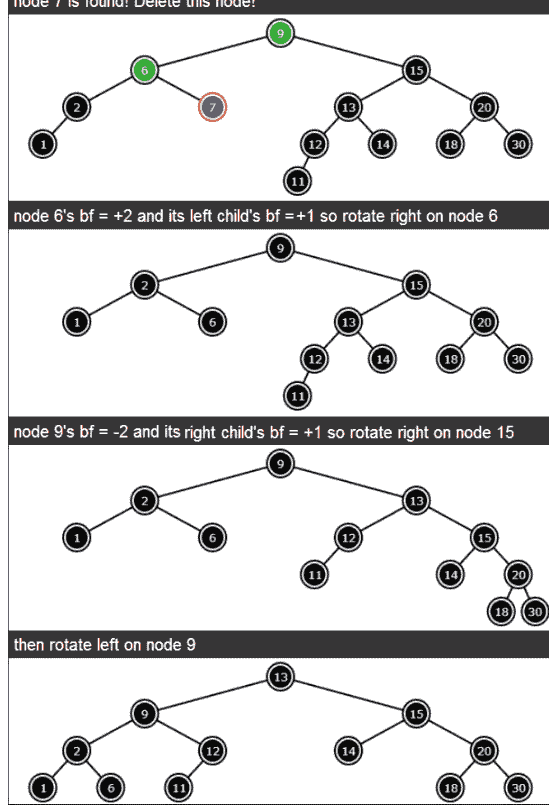 node 7 is found! Delete this node!
9
6 15
2 7 13 20
1 12 14 18 30
11
node 6's bf = +2 and its left child's bf =+1 so rotate right on node 6
9
2 15
1 6 13 20
12 14 18 30
11
node 9's bf = -2 and its right child's bf = +1 so rotate right on node 15
9
2 13
1 6 12 15
11 14 20
18 30
then rotate left on node 9
13
9 15
2 12 14 20
1 6 11 18 30